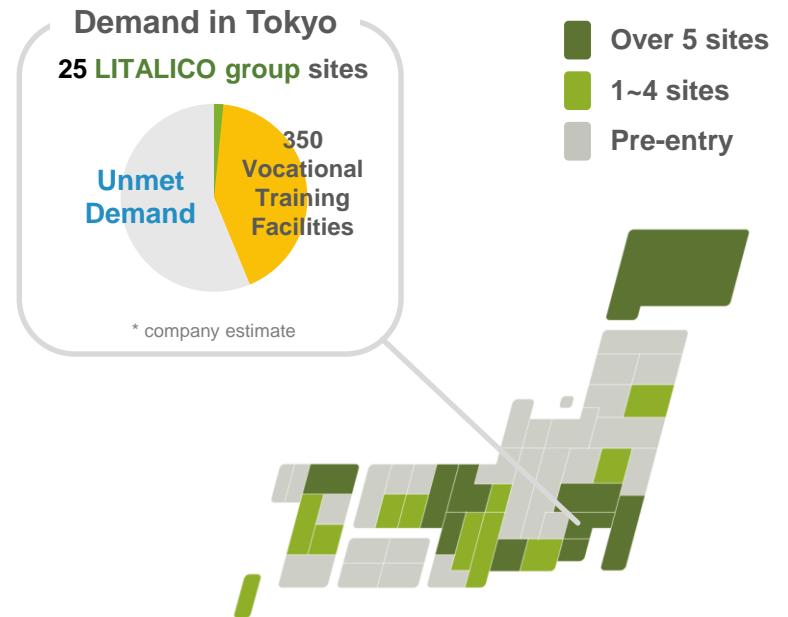 Demand in Tokyo
25 LITALICO group sites
350
Vocational
Training
Facilities
Unmet
Demand
* company estimate
Over 5 sites
1~4 sites
Pre-entry